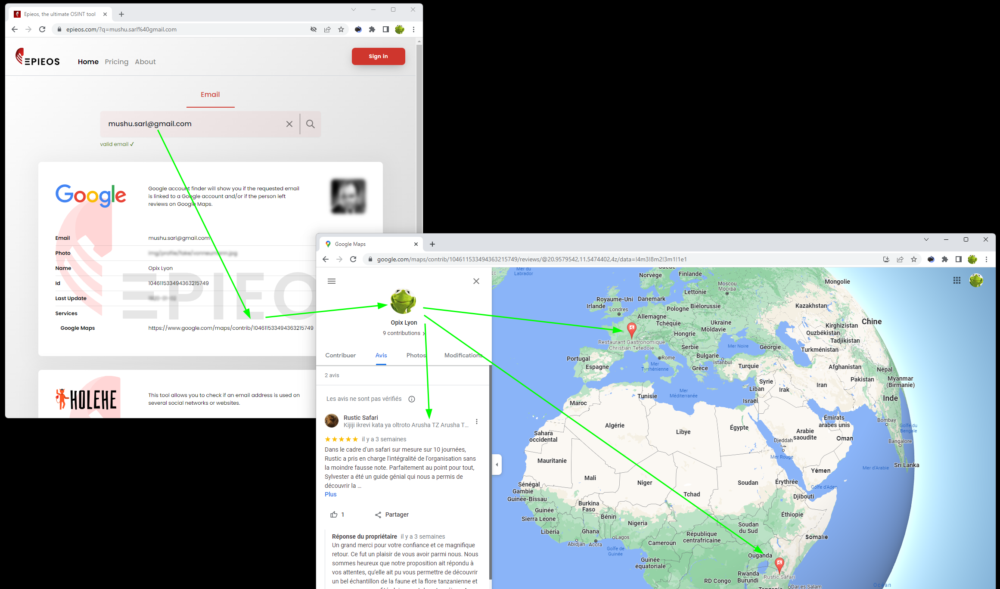 Epieos, the ultimate OSINT tool
epieos.com/?q=mushu.sarl%40gmail.com
EPIEOS
Home Pricing About
Sign in
Email
mushu.sarl@gmail.com
valid email ✓
Google
Google account finder will show you if the requested email
is linked to a Google account and/or if the person left
reviews on Google Maps.
Email mushu.sarl@gmail.com
Photo
Name Opix Lyon
Id 104611533494363215749
Last Update
Services
Google Maps https://www.google.com/maps/contrib/104611533494363215749
EPIEO
HOLEHE
This tool allows you to check if an email address is used on
several social networks or websites.
Google Maps
google.com/maps/contrib/104611533494363215749/reviews/@20.9579542,11.5474402,4z/data=!4m3!8m2!3m1!1e1
Opix Lyon
9 contributions
Contribuer Avis Photos Modifications
2 avis
Les avis ne sont pas vérifiés
Rustic Safari
Kijiji ikrevi kata ya oltroto Arusha TZ Arusha T...
il y a 3 semaines
Dans le cadre d'un safari sur mesure sur 10 journées,
Rustic a pris en charge l'intégralité de l'organisation sans
la moindre fausse note. Parfaitement au point pour tout,
Sylvester a été un guide génial qui nous a permis de
découvrir la ...
Plus
1 Partager
Réponse du propriétaire il y a 3 semaines
Un grand merci pour votre confiance et ce magnifique
retour. Ce fut un plaisir de vous avoir parmi nous. Nous
sommes heureux que notre proposition ait répondu à
vos attentes, qu'elle ait pu vous permettre de découvrir
un bel échantillon de la faune et la flore tanzanienne et
Mer du
Labrador
Norvège
Finlande
Moscou
Москва
Mongolie
Lettonie
Royaume-Uni
Danemark
Irlande
Londres
Pologne
Biélorussie
Kazakhstan
Allemagne
Tchéquie
Ukraine
Moldavie
Chine
Kirghizistan
Ouzbékistan
Hongrie
Tadjikistan
Restaurant Gastronomique
Christian Tetedoie
Serbie
Mer Noire
Géorgie
Turkménistan
Portugal
Rome
Bulgarie
Istanbul
Espagne
Mer
Tyrrhénienne
Grèce
Turquie
Afghanistan
Népal
Syrie
Iran
Pakistan
Myanmar
(Birmanie)
Liban
Irak
Tunisie
Mer
Méditerranée
Maroc
Israël
Inde
Algérie
Libye
Égypte
Émirats
arabes unis
Bombay
Golfe du
Bengale
Sahara
occidental
Arabie
saoudite
Oman
Djeddah
جدة
Bangalore
Mer Rouge
Mauritanie
Mer d'Arabie
Sri Lanka
Yémen
Mali
Niger
Soudan
Érythrée
Sénégal
Gambie
Guinée-Bissau
Tchad
Golfe d'Aden
Djibouti
Burkina
Faso
Guinée
Bénin
Éthiopie
Sierra Leone
Nigeria
Soudan
du Sud
Libéria
Ghana
Lagos
République
centrafricaine
Somalie
Abidjan
Accra
Cameroun
Golfe de
Guinée
Ouganda
Guinée
équatoriale
Rwanda
Burundi
Rustic Safari
RD Congo
Dar es Salam
Océan